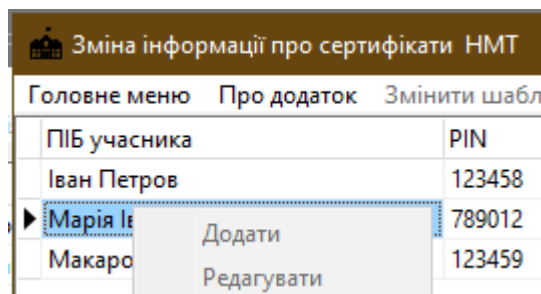 Зміна інформації про сертифікати НМТ
Головне меню Про додаток Змінити шабл
ПІБ учасника PIN
Іван Петров 123458
Марія Ів 789012
Додати
Макаро 123459
Редагувати